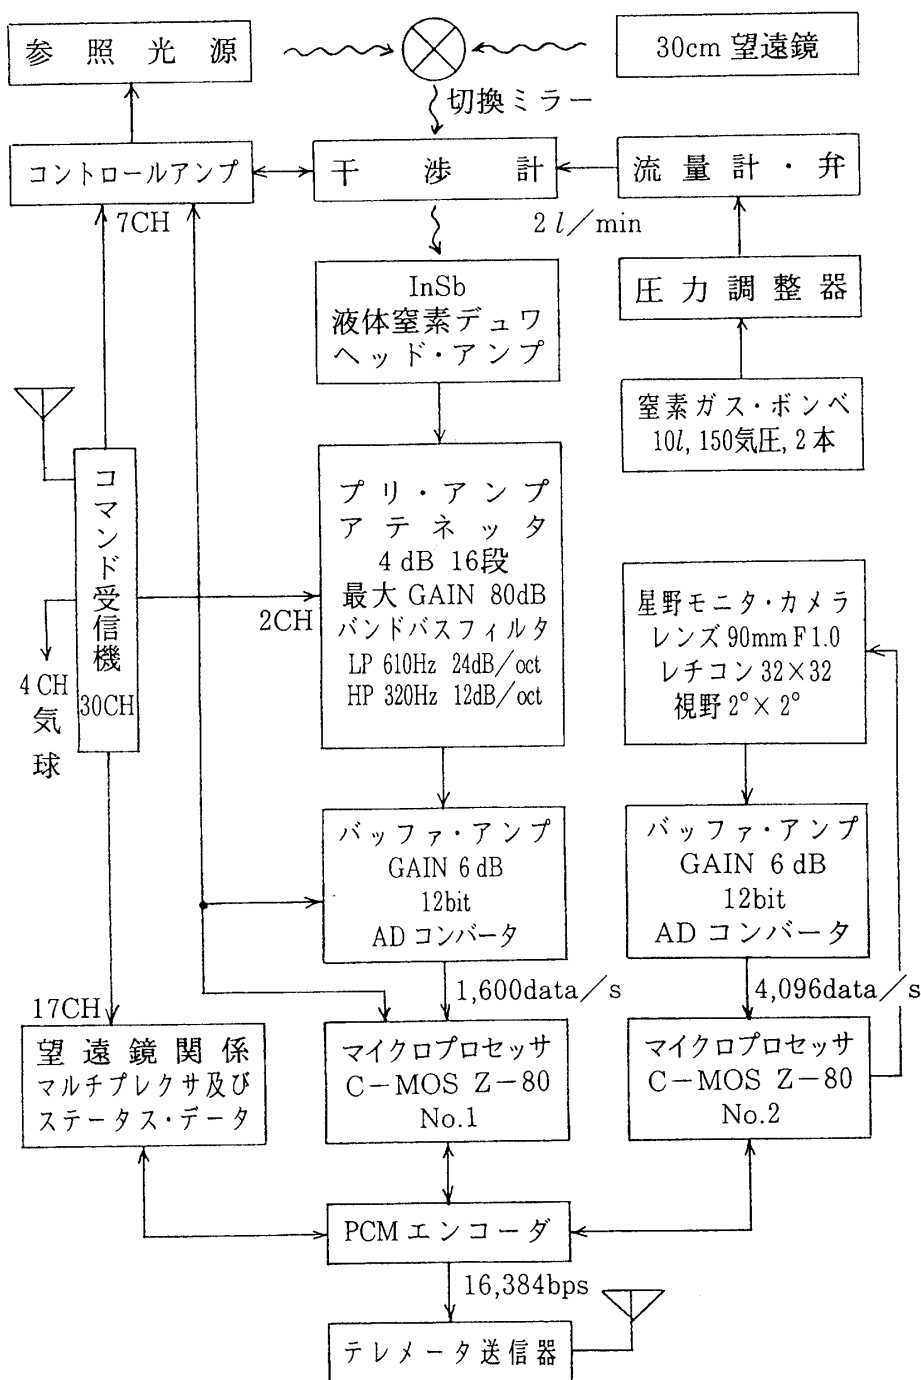 参照光源
30cm 望遠鏡
切換ミラー
コントロールアンプ
干渉計
流量計・弁
7CH
2 l／min
InSb
液体窒素デュワ
ヘッド・アンプ
圧力調整器
窒素ガス・ボンベ
10l, 150気圧, 2本
コマンド受信機
30CH
プリ・アンプ
アテネッタ
4 dB 16段
最大 GAIN 80dB
バンドバスフィルタ
LP 610Hz 24dB／oct
HP 320Hz 12dB／oct
2CH
星野モニタ・カメラ
レンズ 90mm F 1.0
レチコン 32×32
視野 2°× 2°
4 CH
気球
バッファ・アンプ
GAIN 6 dB
12bit
AD コンバータ
バッファ・アンプ
GAIN 6 dB
12bit
AD コンバータ
1,600data／s
4,096data／s
17CH
望遠鏡関係
マルチプレクサ及び
ステータス・データ
マイクロプロセッサ
C－MOS Z－80
No.1
マイクロプロセッサ
C－MOS Z－80
No.2
PCM エンコーダ
16,384bps
テレメータ送信器